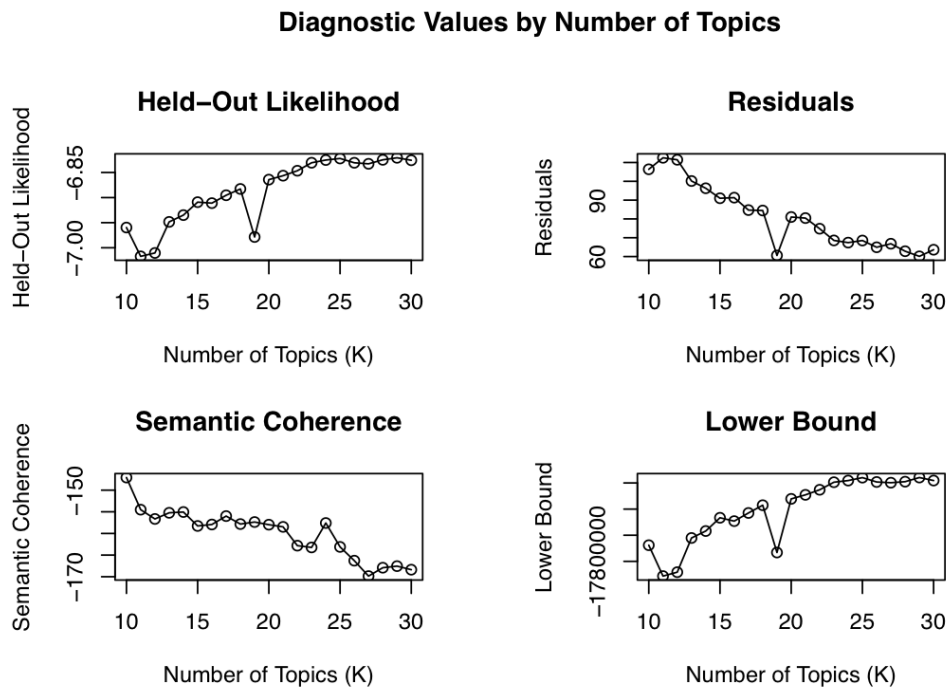 Diagnostic Values by Number of Topics
Held−Out Likelihood
Held−Out Likelihood
−6.85
−7.00
10 15 20 25 30
Number of Topics (K)
Residuals
Residuals
90
60
10 15 20 25 30
Number of Topics (K)
Semantic Coherence
Semantic Coherence
−150
−170
10 15 20 25 30
Number of Topics (K)
Lower Bound
Lower Bound
−17800000
10 15 20 25 30
Number of Topics (K)